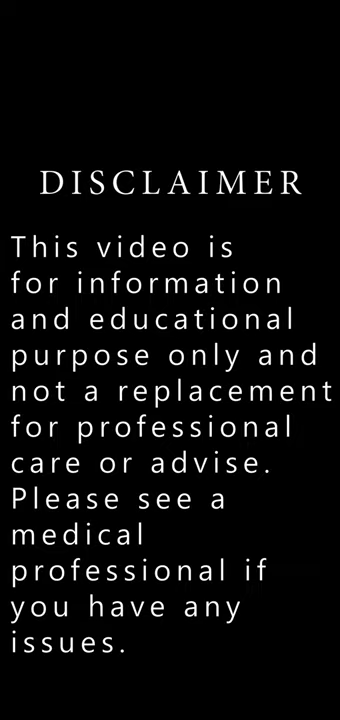 DISCLAIMER
This video is
for information
and educational
purpose only and
not a replacement
for professional
care or advise.
Please see a
medical
professional if
you have any
issues.